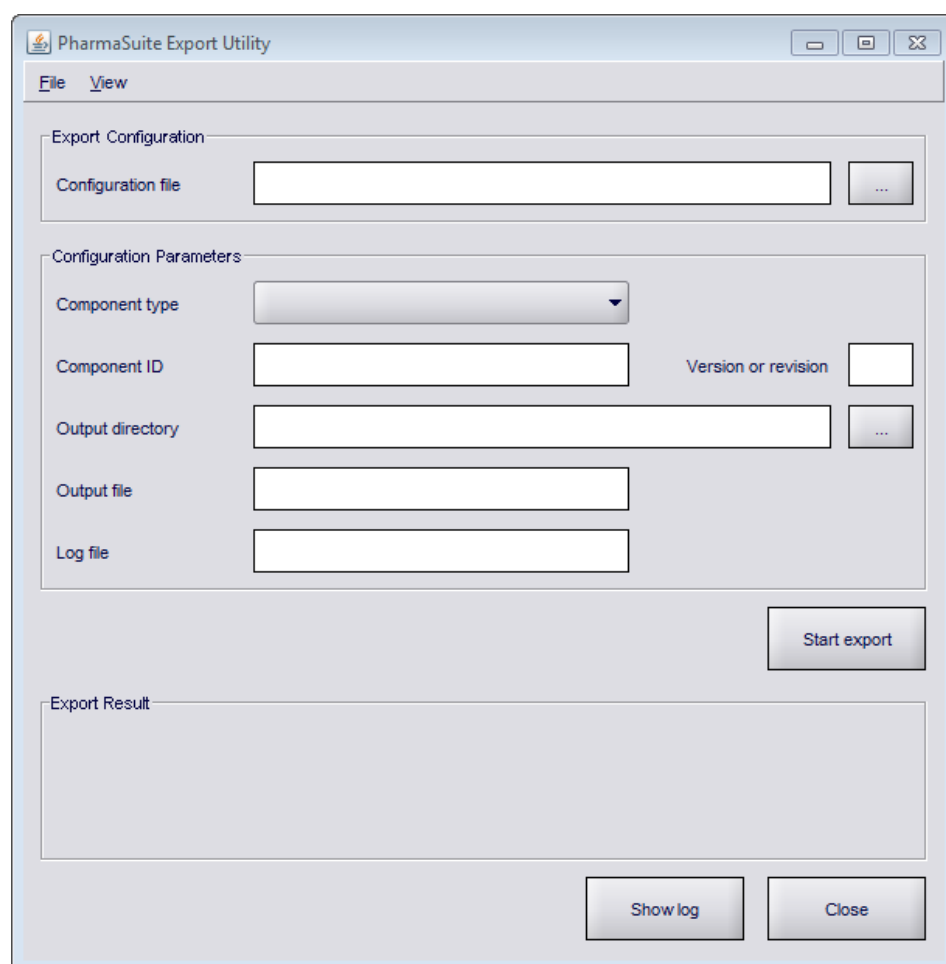 PharmaSuite Export Utility
File View
Export Configuration
Configuration file ...
Configuration Parameters
Component type
Component ID Version or revision
Output directory ...
Output file
Log file
Start export
Export Result
Show log Close